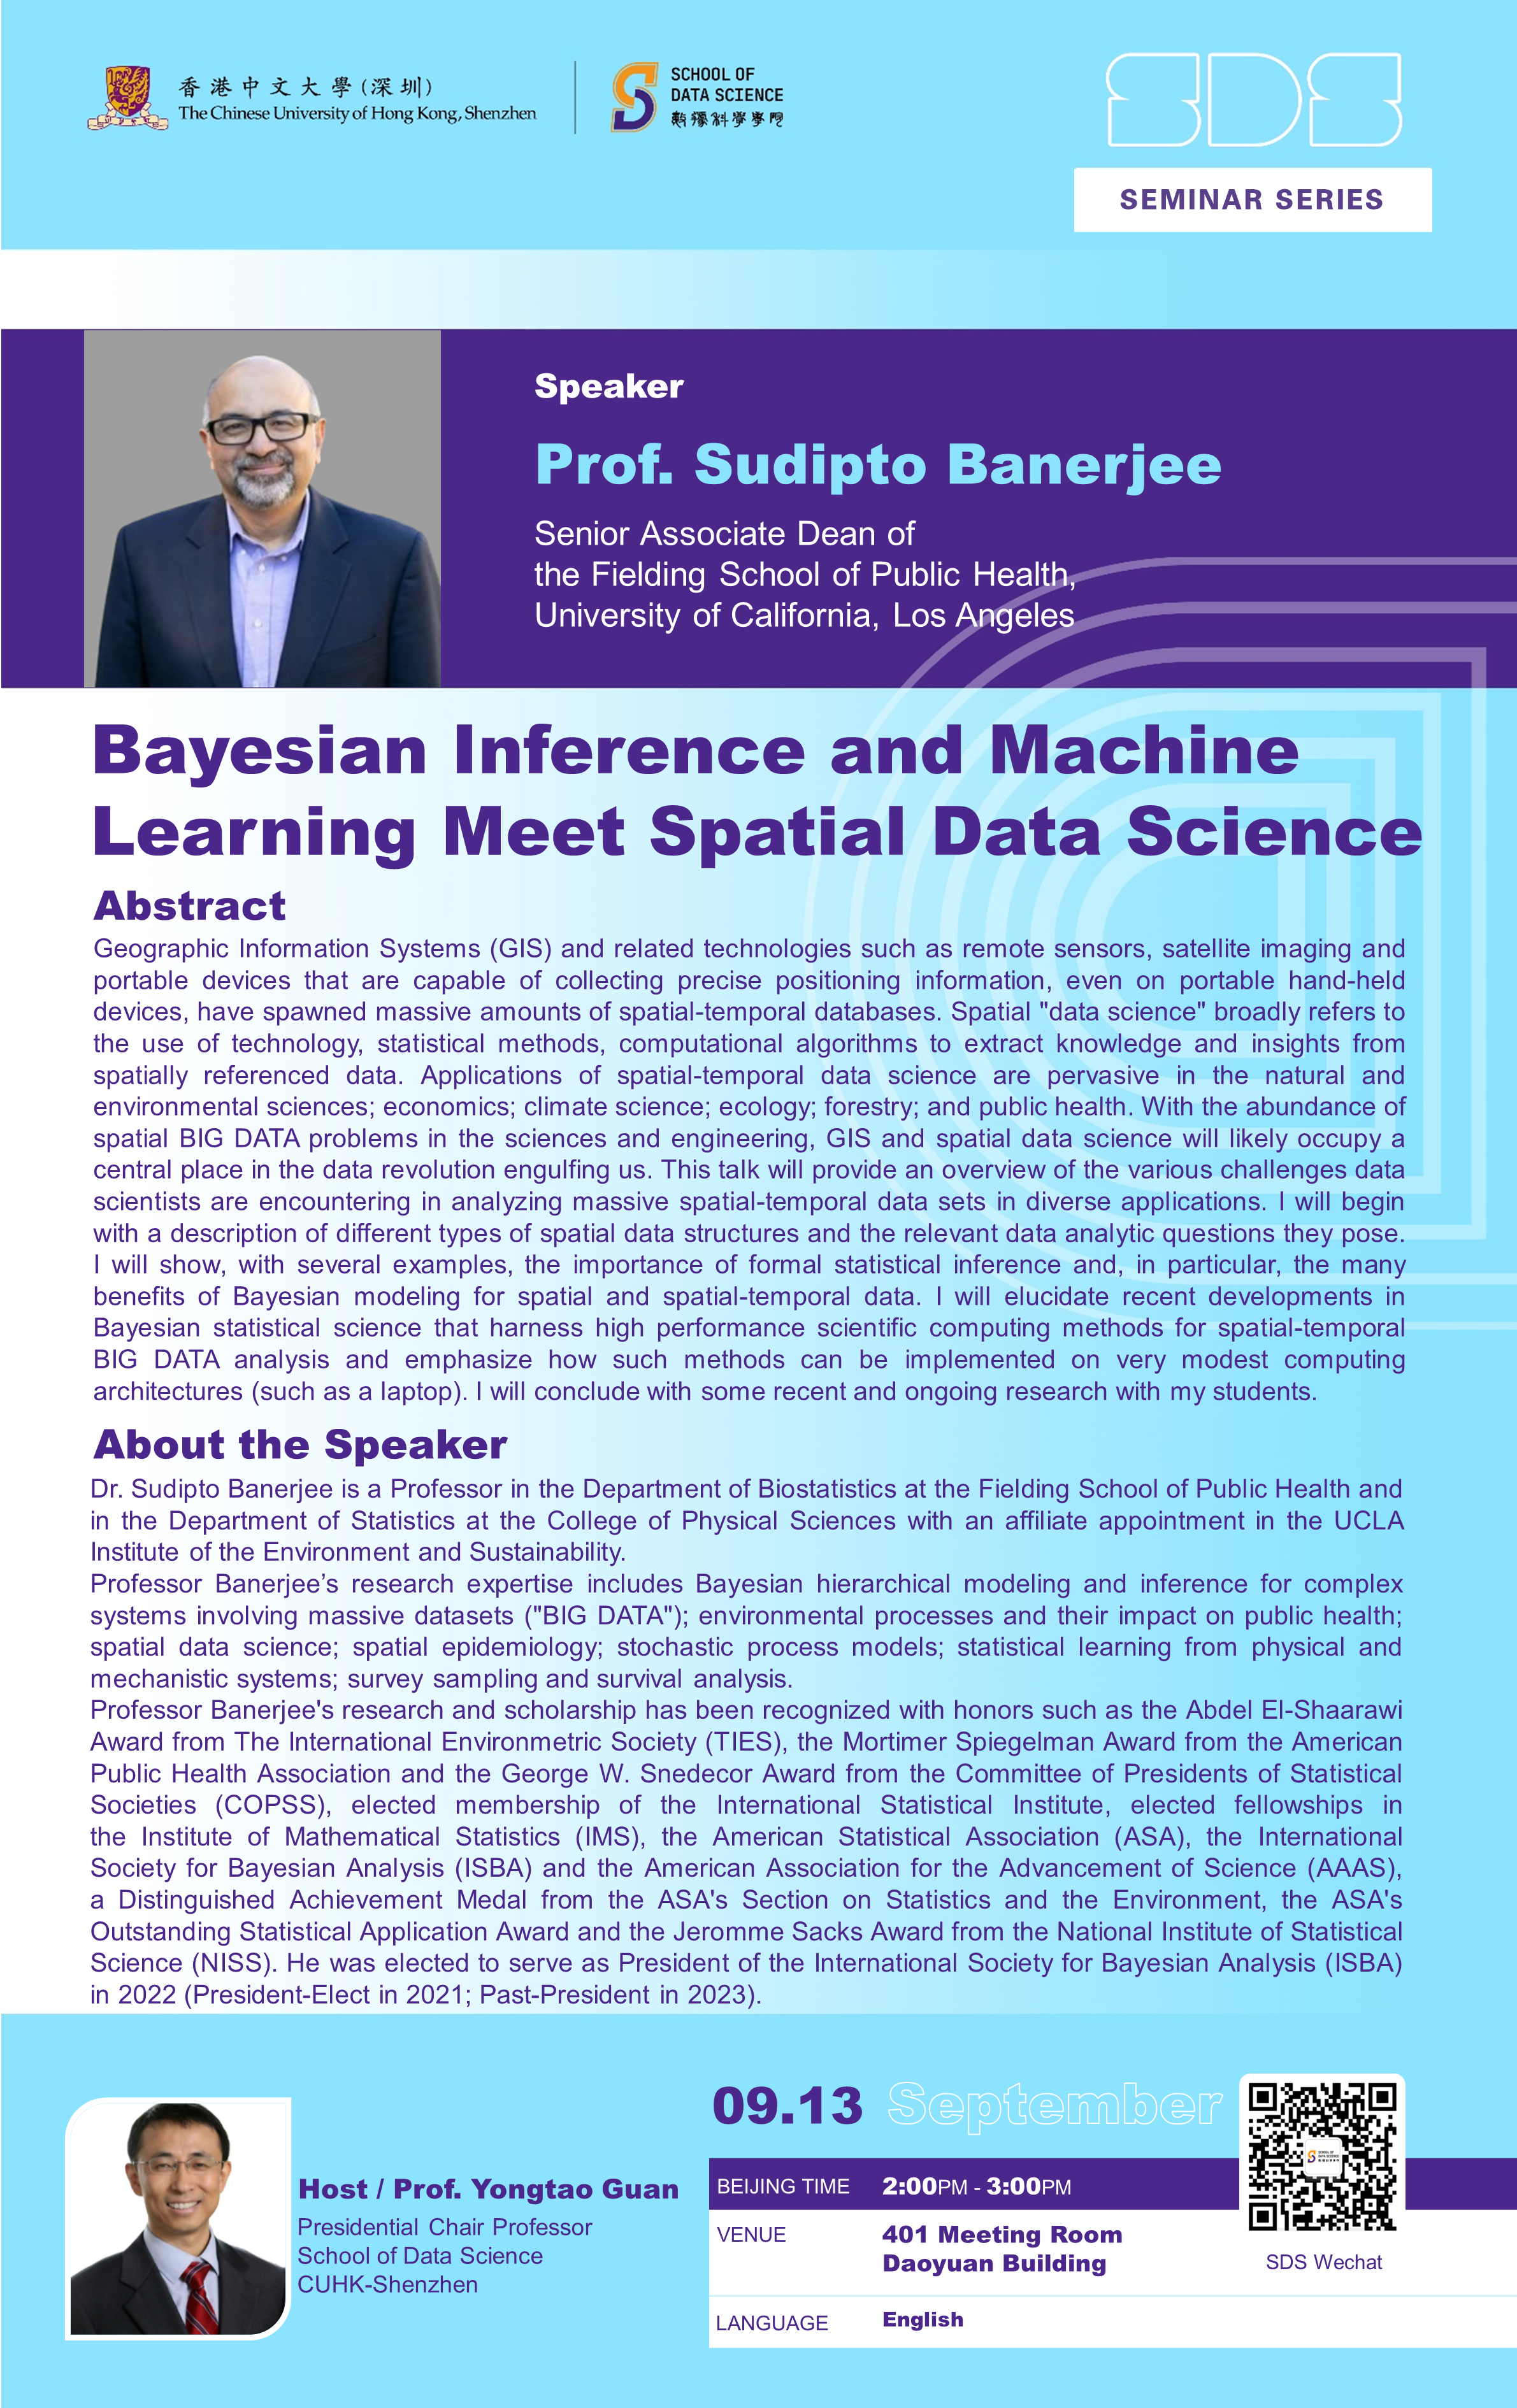 香港中文大學(深圳)
The Chinese University of Hong Kong, Shenzhen
SCHOOL OF
DATA SCIENCE
數據科學學院
SDS
SEMINAR SERIES
Speaker
Prof. Sudipto Banerjee
Senior Associate Dean of
the Fielding School of Public Health,
University of California, Los Angeles
Bayesian Inference and Machine
Learning Meet Spatial Data Science
Abstract
Geographic Information Systems (GIS) and related technologies such as remote sensors, satellite imaging and
portable devices that are capable of collecting precise positioning information, even on portable hand-held
devices, have spawned massive amounts of spatial-temporal databases. Spatial "data science" broadly refers to
the use of technology, statistical methods, computational algorithms to extract knowledge and insights from
spatially referenced data. Applications of spatial-temporal data science are pervasive in the natural and
environmental sciences; economics; climate science; ecology; forestry; and public health. With the abundance of
spatial BIG DATA problems in the sciences and engineering, GIS and spatial data science will likely occupy a
central place in the data revolution engulfing us. This talk will provide an overview of the various challenges data
scientists are encountering in analyzing massive spatial-temporal data sets in diverse applications. I will begin
with a description of different types of spatial data structures and the relevant data analytic questions they pose.
I will show, with several examples, the importance of formal statistical inference and, in particular, the many
benefits of Bayesian modeling for spatial and spatial-temporal data. I will elucidate recent developments in
Bayesian statistical science that harness high performance scientific computing methods for spatial-temporal
BIG DATA analysis and emphasize how such methods can be implemented on very modest computing
architectures (such as a laptop). I will conclude with some recent and ongoing research with my students.
About the Speaker
Dr. Sudipto Banerjee is a Professor in the Department of Biostatistics at the Fielding School of Public Health and
in the Department of Statistics at the College of Physical Sciences with an affiliate appointment in the UCLA
Institute of the Environment and Sustainability.
Professor Banerjee’s research expertise includes Bayesian hierarchical modeling and inference for complex
systems involving massive datasets ("BIG DATA"); environmental processes and their impact on public health;
spatial data science; spatial epidemiology; stochastic process models; statistical learning from physical and
mechanistic systems; survey sampling and survival analysis.
Professor Banerjee's research and scholarship has been recognized with honors such as the Abdel El-Shaarawi
Award from The International Environmetric Society (TIES), the Mortimer Spiegelman Award from the American
Public Health Association and the George W. Snedecor Award from the Committee of Presidents of Statistical
Societies (COPSS), elected membership of the International Statistical Institute, elected fellowships in
the Institute of Mathematical Statistics (IMS), the American Statistical Association (ASA), the International
Society for Bayesian Analysis (ISBA) and the American Association for the Advancement of Science (AAAS),
a Distinguished Achievement Medal from the ASA's Section on Statistics and the Environment, the ASA's
Outstanding Statistical Application Award and the Jeromme Sacks Award from the National Institute of Statistical
Science (NISS). He was elected to serve as President of the International Society for Bayesian Analysis (ISBA)
in 2022 (President-Elect in 2021; Past-President in 2023).
Host / Prof. Yongtao Guan
Presidential Chair Professor
School of Data Science
CUHK-Shenzhen
09.13 September
BEIJING TIME 2:00PM - 3:00PM
VENUE 401 Meeting Room
Daoyuan Building
LANGUAGE English
SCHOOL OF
DATA SCIENCE
SDS Wechat